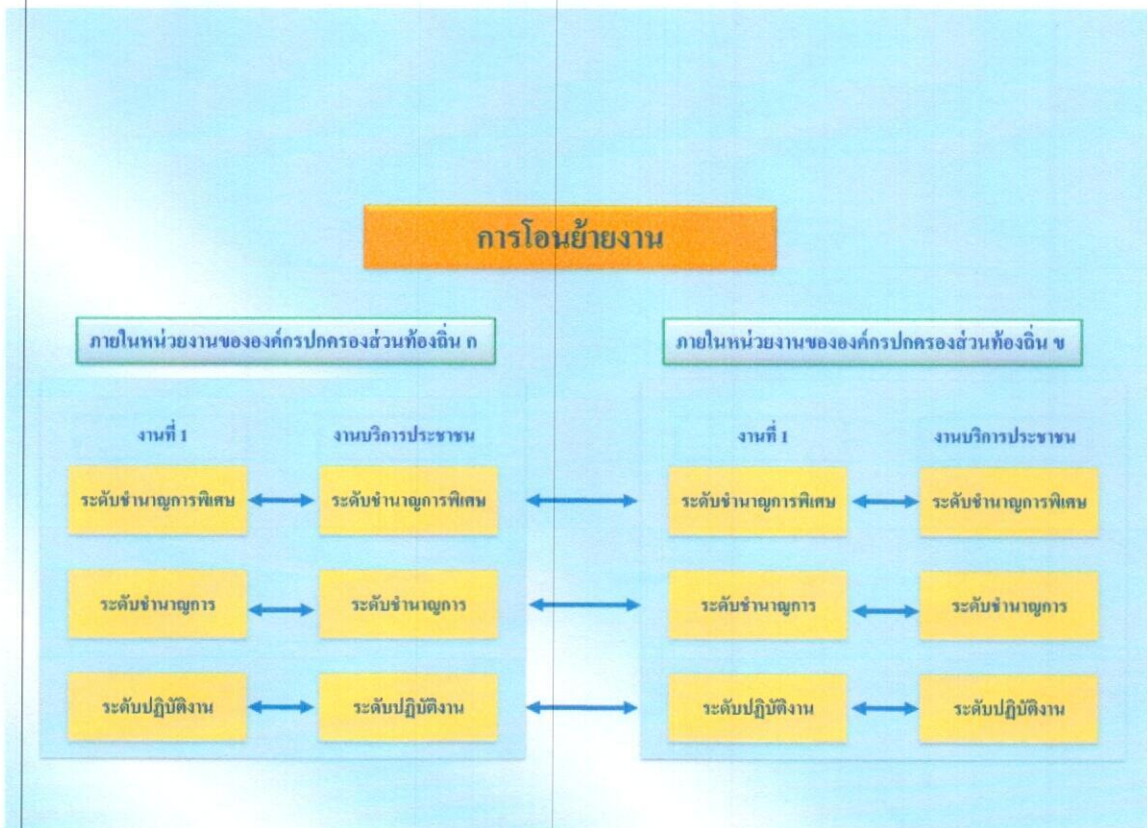 การโอนย้ายงาน
ภายในหน่วยงานขององค์กรปกครองส่วนท้องถิ่น ก
ภายในหน่วยงานขององค์กรปกครองส่วนท้องถิ่น ข
งานที่ 1 งานบริการประชาชน งานที่ 1 งานบริการประชาชน
ระดับชำนาญการพิเศษ ระดับชำนาญการพิเศษ ระดับชำนาญการพิเศษ ระดับชำนาญการพิเศษ
ระดับชำนาญการ ระดับชำนาญการ ระดับชำนาญการ ระดับชำนาญการ
ระดับปฏิบัติงาน ระดับปฏิบัติงาน ระดับปฏิบัติงาน ระดับปฏิบัติงาน